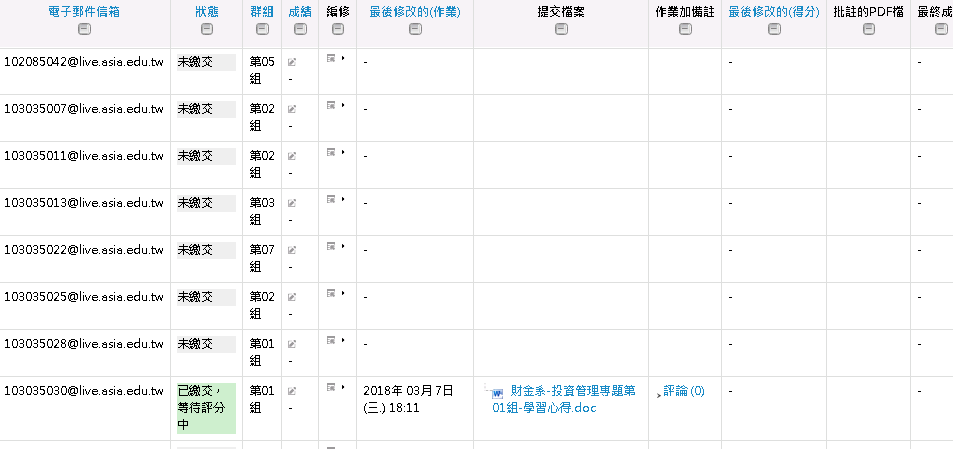 電子郵件信箱 狀態 群組 成績 編修 最後修改的(作業) 提交檔案 作業加備註 最後修改的(得分) 批註的PDF檔 最終成
102085042@live.asia.edu.tw 未繳交 第05 - -
組 -
103035007@live.asia.edu.tw 未繳交 第02 - - -
組 -
103035011@live.asia.edu.tw 未繳交 第02 - - -
組 -
103035013@live.asia.edu.tw 未繳交 第03 - - -
組 -
103035022@live.asia.edu.tw 未繳交 第07 - - -
組 -
103035025@live.asia.edu.tw 未繳交 第02 - - -
組 -
103035028@live.asia.edu.tw 未繳交 第01 - - -
組 -
103035030@live.asia.edu.tw 已繳交， 第01 2018年 03月 7日 財金系-投資管理專題第 評論 (0) - -
等待評分 組 - (三.) 18:11 01組-學習心得.doc
中